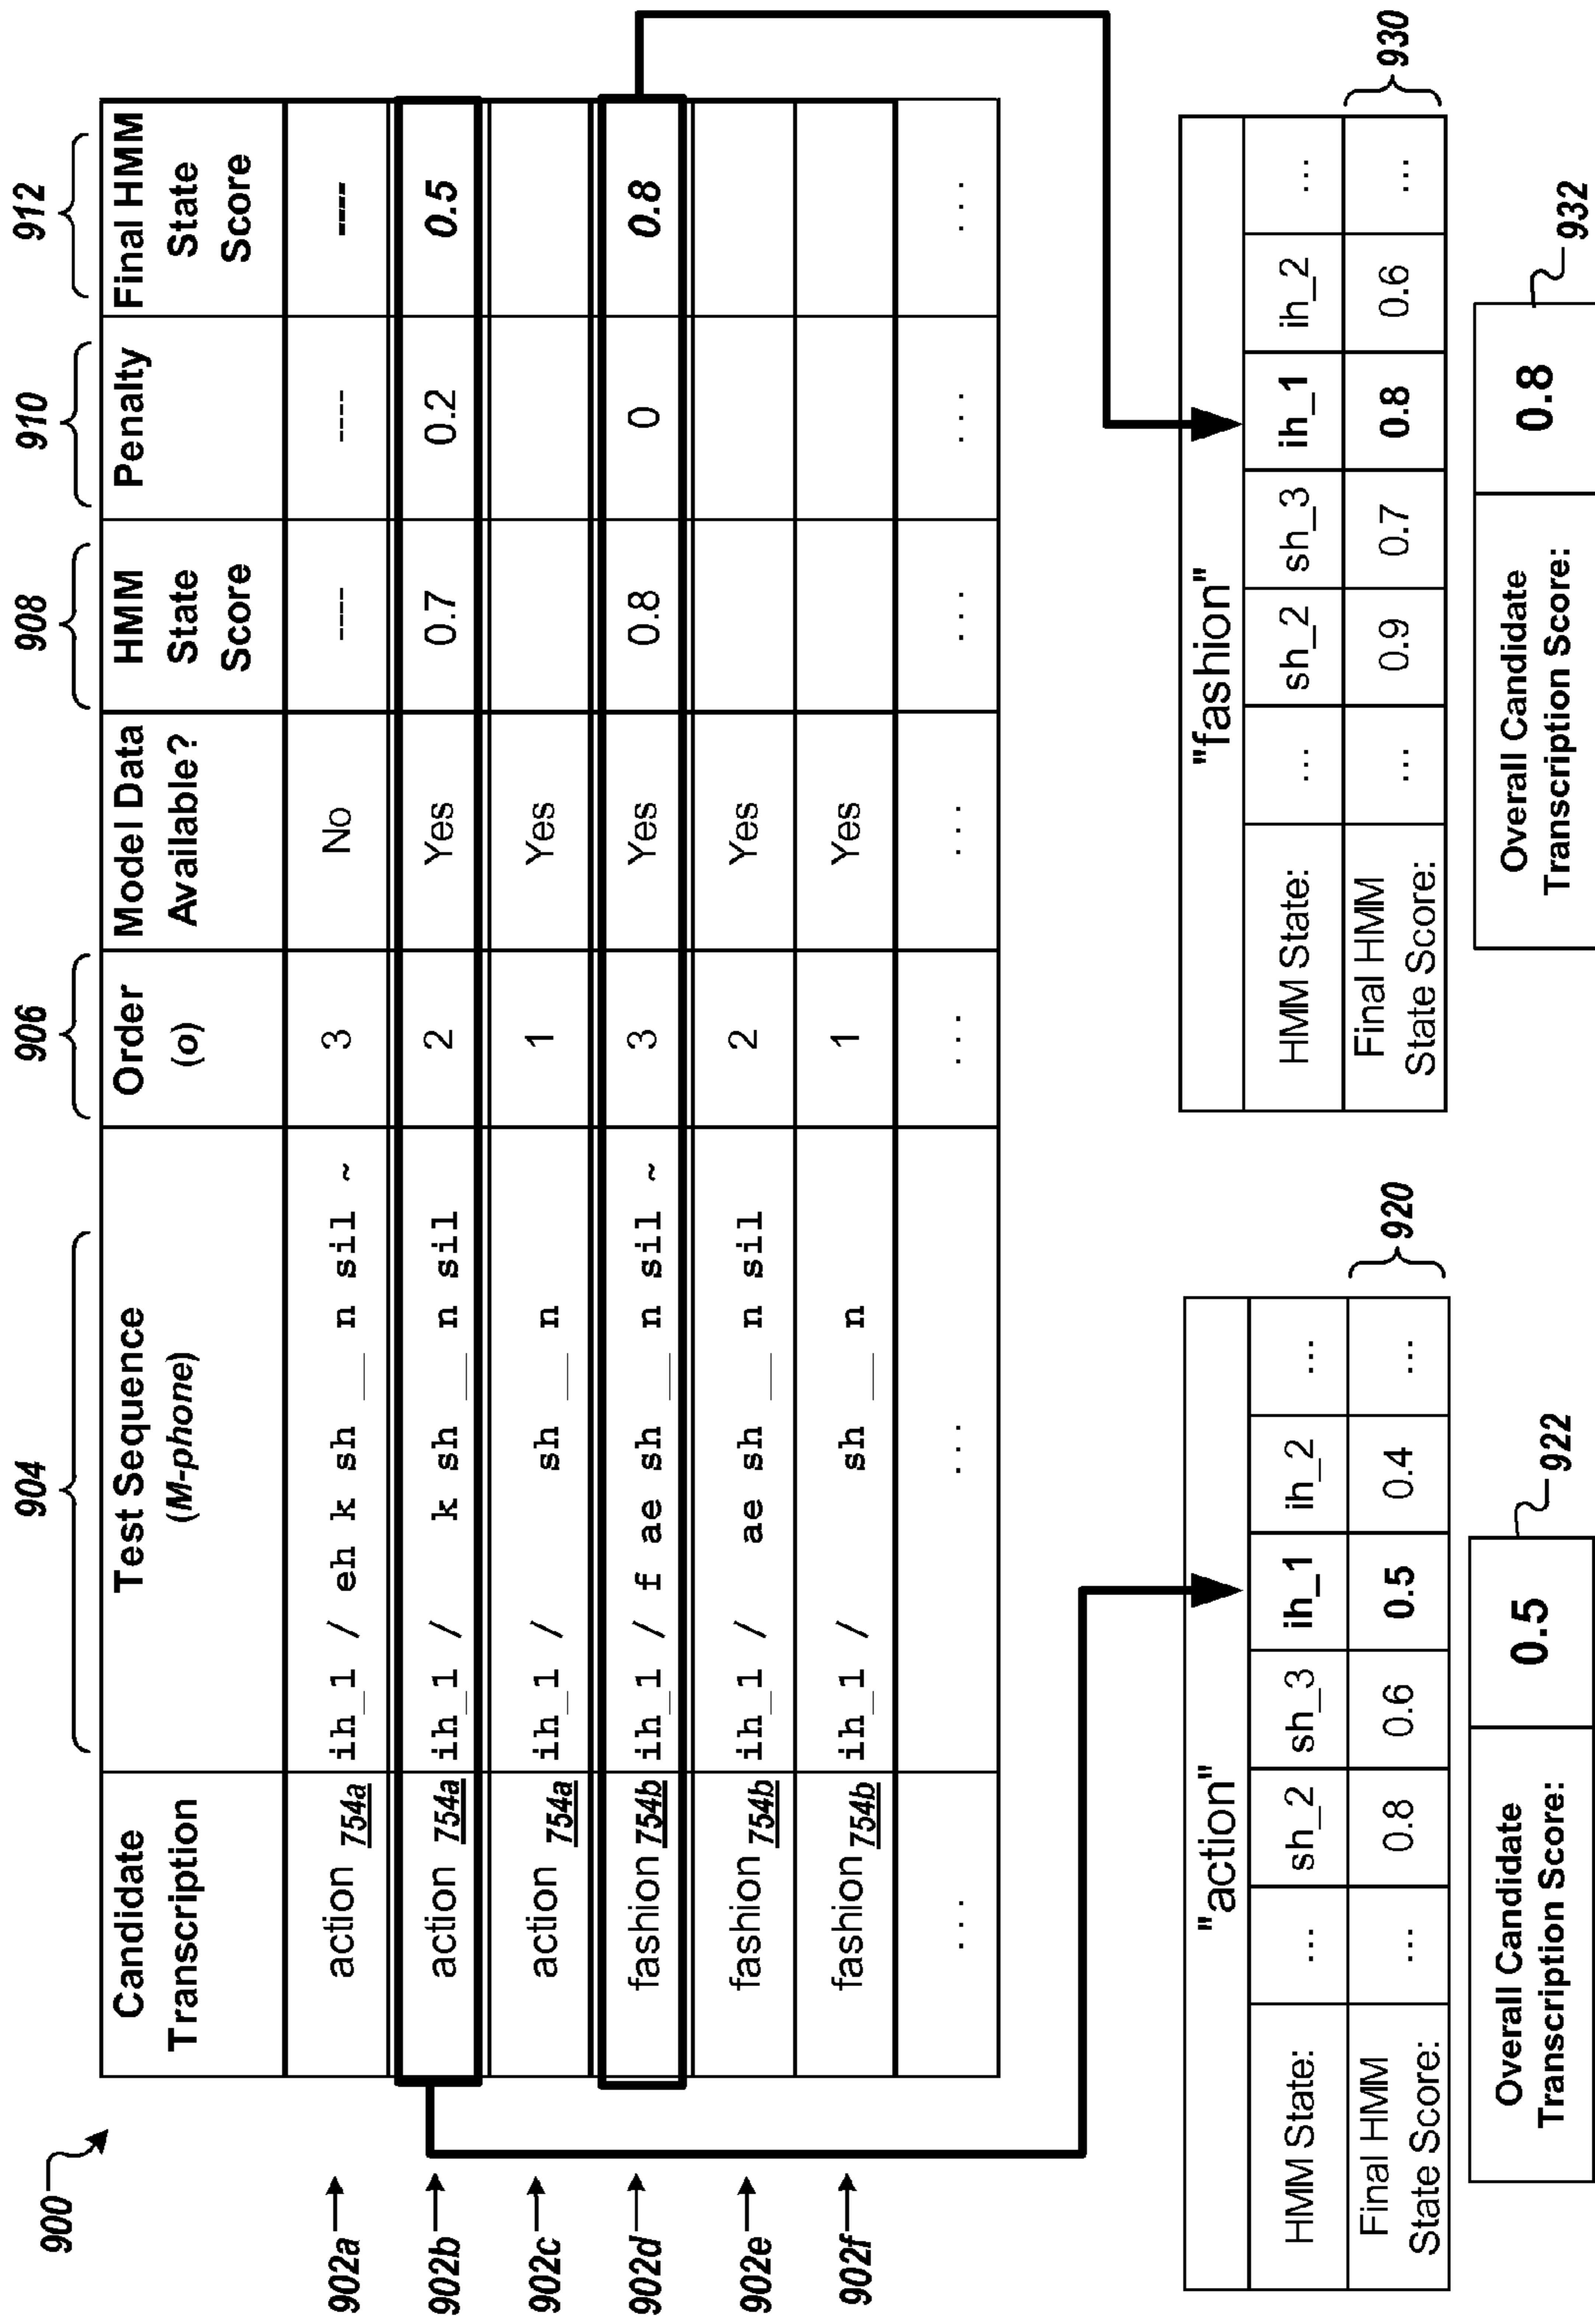 900
904 906 908 910 912
Candidate Transcription Test Sequence (M-phone) Order (o) Model Data Available? HMM State Score Penalty Final HMM State Score
902a action 754a ih_1 / eh k sh __ n sil ~ 3 No ---- ---- ----
902b action 754a ih_1 / k sh __ n sil 2 Yes 0.7 0.2 0.5
902c action 754a ih_1 / sh __ n 1 Yes
902d fashion 754b ih_1 / f ae sh __ n sil ~ 3 Yes 0.8 0 0.8
902e fashion 754b ih_1 / ae sh __ n sil 2 Yes
902f fashion 754b ih_1 / sh __ n 1 Yes
... ... ... ... ... ... ...
"action"
HMM State: ... sh_2 sh_3 ih_1 ih_2 ...
Final HMM
State Score: ... 0.8 0.6 0.5 0.4 ...
920
Overall Candidate
Transcription Score: 0.5
922
"fashion"
HMM State: ... sh_2 sh_3 ih_1 ih_2 ...
Final HMM
State Score: ... 0.9 0.7 0.8 0.6 ...
930
Overall Candidate
Transcription Score: 0.8
932